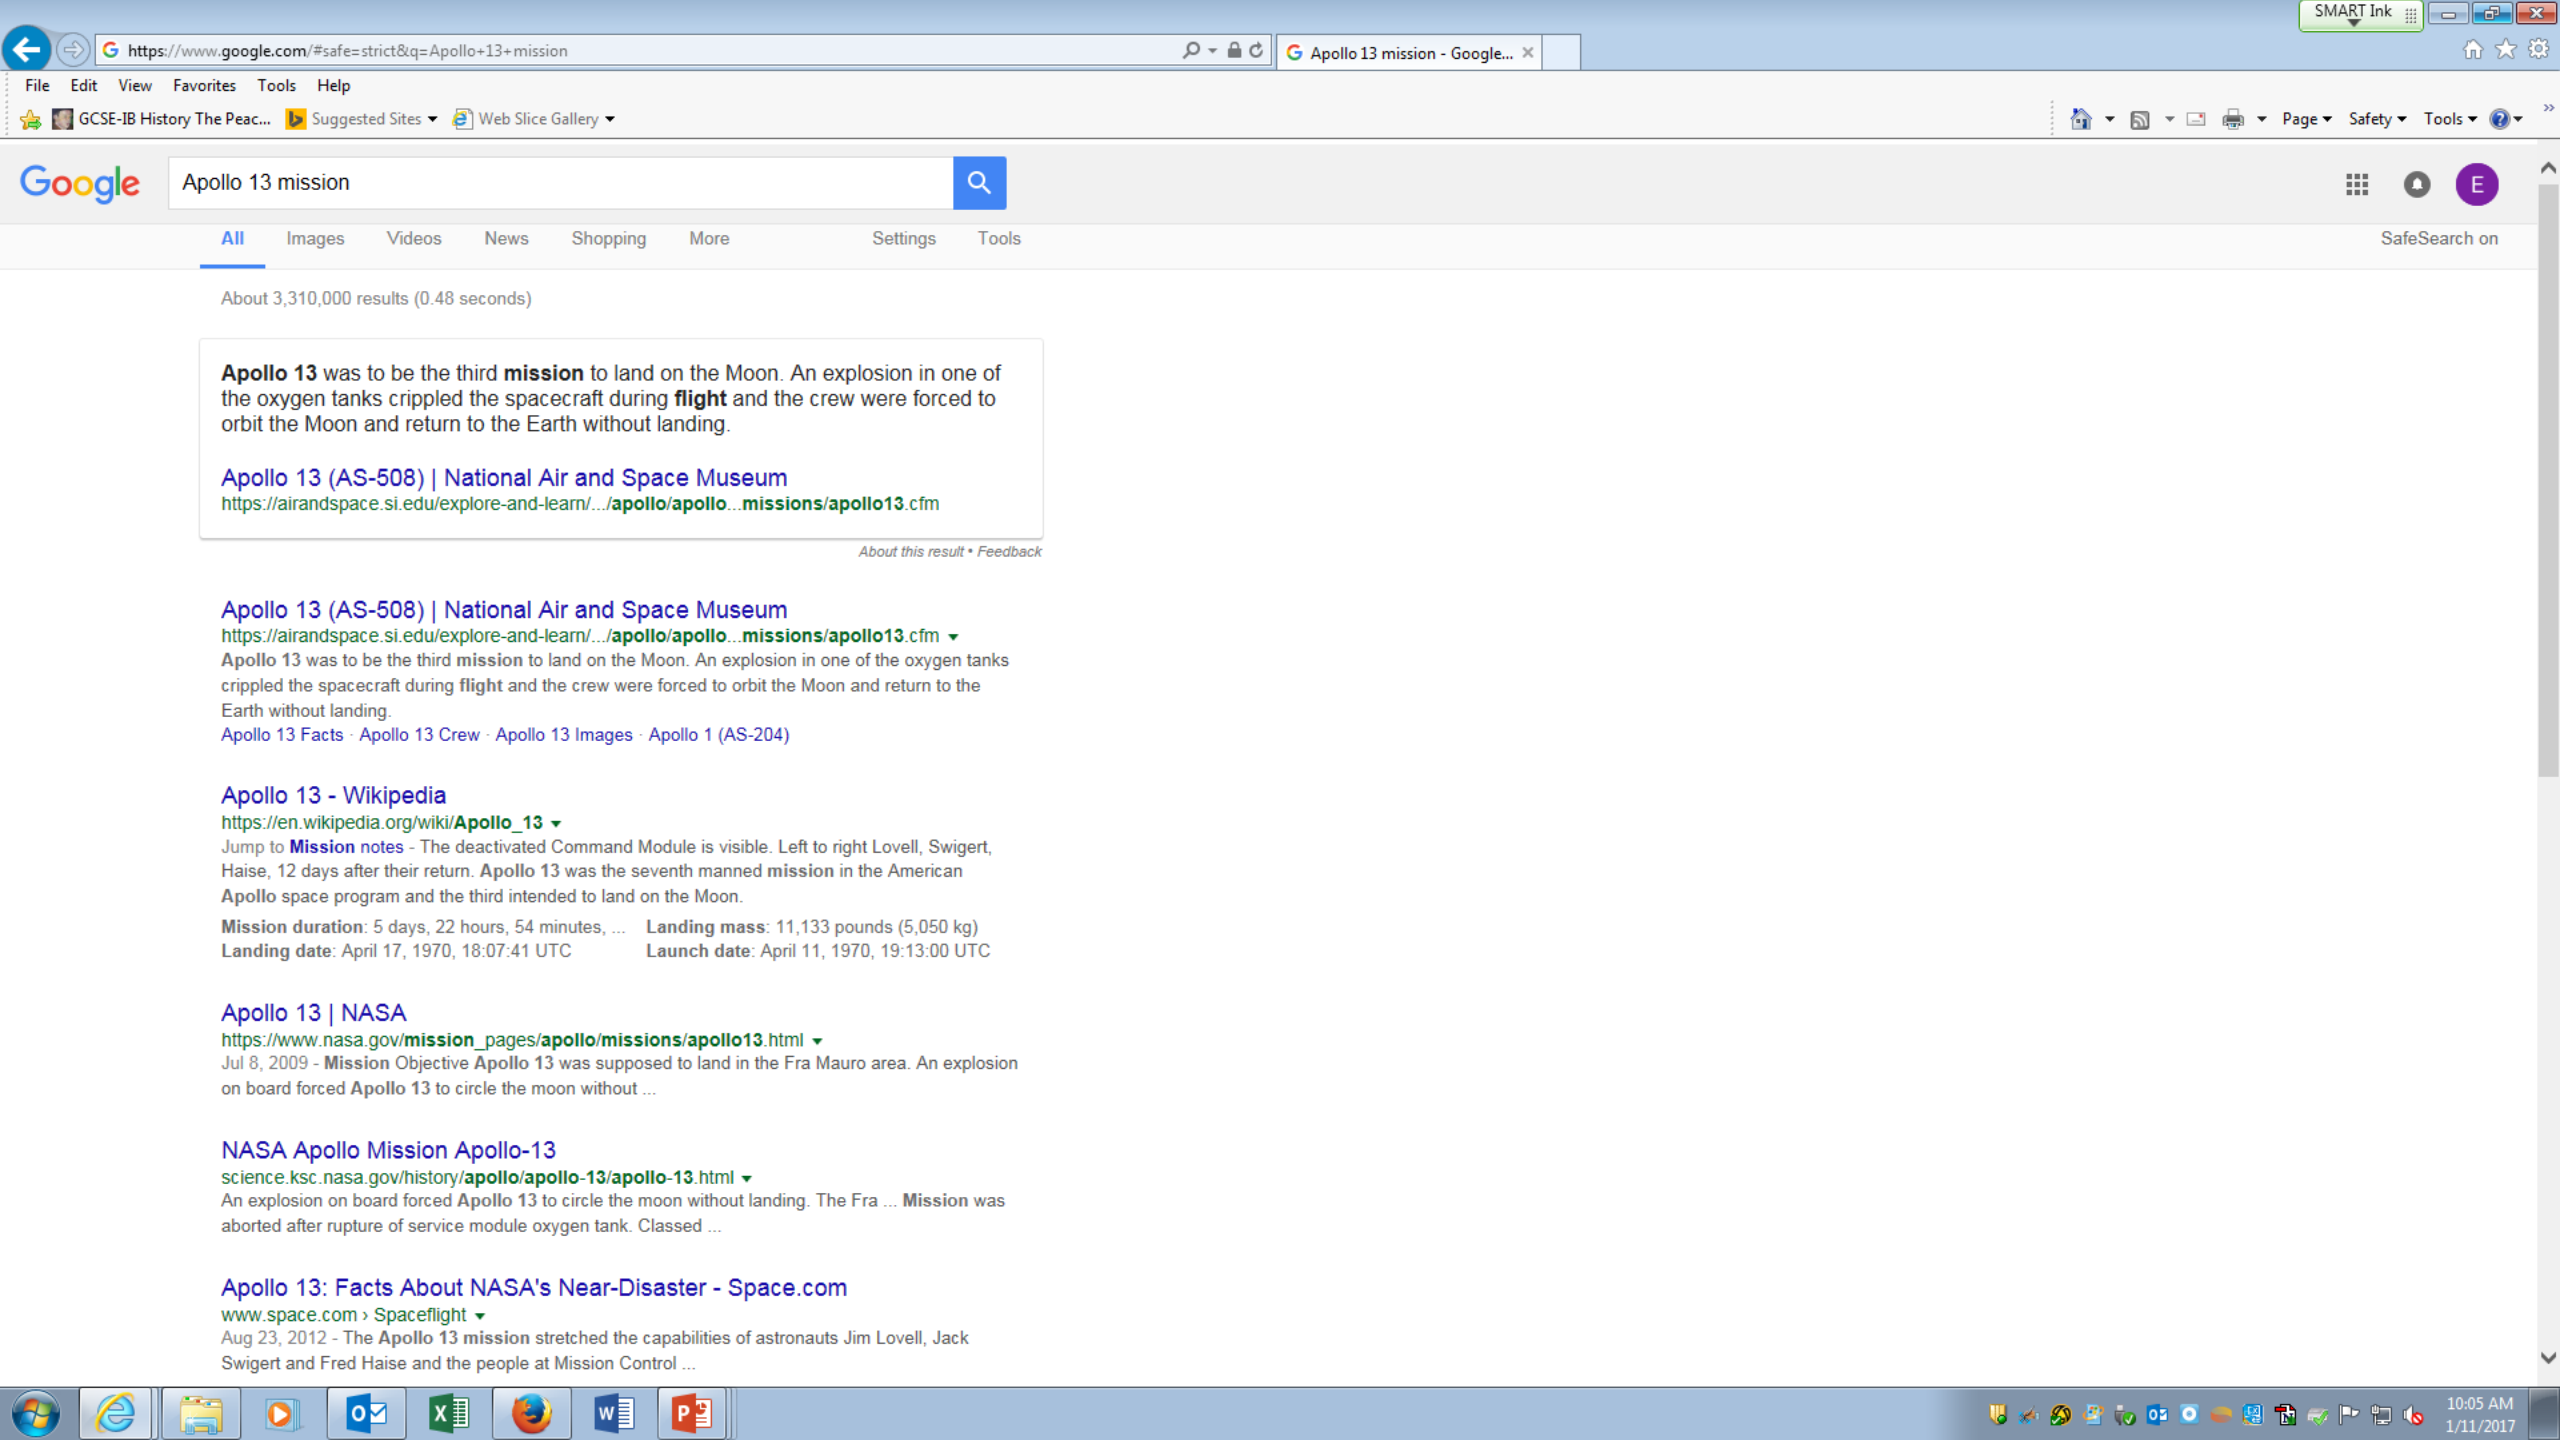 SMART Ink
https://www.google.com/#safe=strict&q=Apollo+13+mission
Apollo 13 mission - Google...
File Edit View Favorites Tools Help
GCSE-IB History The Peac... Suggested Sites Web Slice Gallery
Page Safety Tools
Google
Apollo 13 mission
E
All Images Videos News Shopping More Settings Tools
SafeSearch on
About 3,310,000 results (0.48 seconds)
Apollo 13 was to be the third mission to land on the Moon. An explosion in one of
the oxygen tanks crippled the spacecraft during flight and the crew were forced to
orbit the Moon and return to the Earth without landing.
Apollo 13 (AS-508) | National Air and Space Museum
https://airandspace.si.edu/explore-and-learn/.../apollo/apollo...missions/apollo13.cfm
About this result • Feedback
Apollo 13 (AS-508) | National Air and Space Museum
https://airandspace.si.edu/explore-and-learn/.../apollo/apollo...missions/apollo13.cfm
Apollo 13 was to be the third mission to land on the Moon. An explosion in one of the oxygen tanks
crippled the spacecraft during flight and the crew were forced to orbit the Moon and return to the
Earth without landing.
Apollo 13 Facts · Apollo 13 Crew · Apollo 13 Images · Apollo 1 (AS-204)
Apollo 13 - Wikipedia
https://en.wikipedia.org/wiki/Apollo_13
Jump to Mission notes - The deactivated Command Module is visible. Left to right Lovell, Swigert,
Haise, 12 days after their return. Apollo 13 was the seventh manned mission in the American
Apollo space program and the third intended to land on the Moon.
Mission duration: 5 days, 22 hours, 54 minutes, ... Landing mass: 11,133 pounds (5,050 kg)
Landing date: April 17, 1970, 18:07:41 UTC Launch date: April 11, 1970, 19:13:00 UTC
Apollo 13 | NASA
https://www.nasa.gov/mission_pages/apollo/missions/apollo13.html
Jul 8, 2009 - Mission Objective Apollo 13 was supposed to land in the Fra Mauro area. An explosion
on board forced Apollo 13 to circle the moon without ...
NASA Apollo Mission Apollo-13
science.ksc.nasa.gov/history/apollo/apollo-13/apollo-13.html
An explosion on board forced Apollo 13 to circle the moon without landing. The Fra ... Mission was
aborted after rupture of service module oxygen tank. Classed ...
Apollo 13: Facts About NASA's Near-Disaster - Space.com
www.space.com › Spaceflight
Aug 23, 2012 - The Apollo 13 mission stretched the capabilities of astronauts Jim Lovell, Jack
Swigert and Fred Haise and the people at Mission Control ...
10:05 AM
1/11/2017